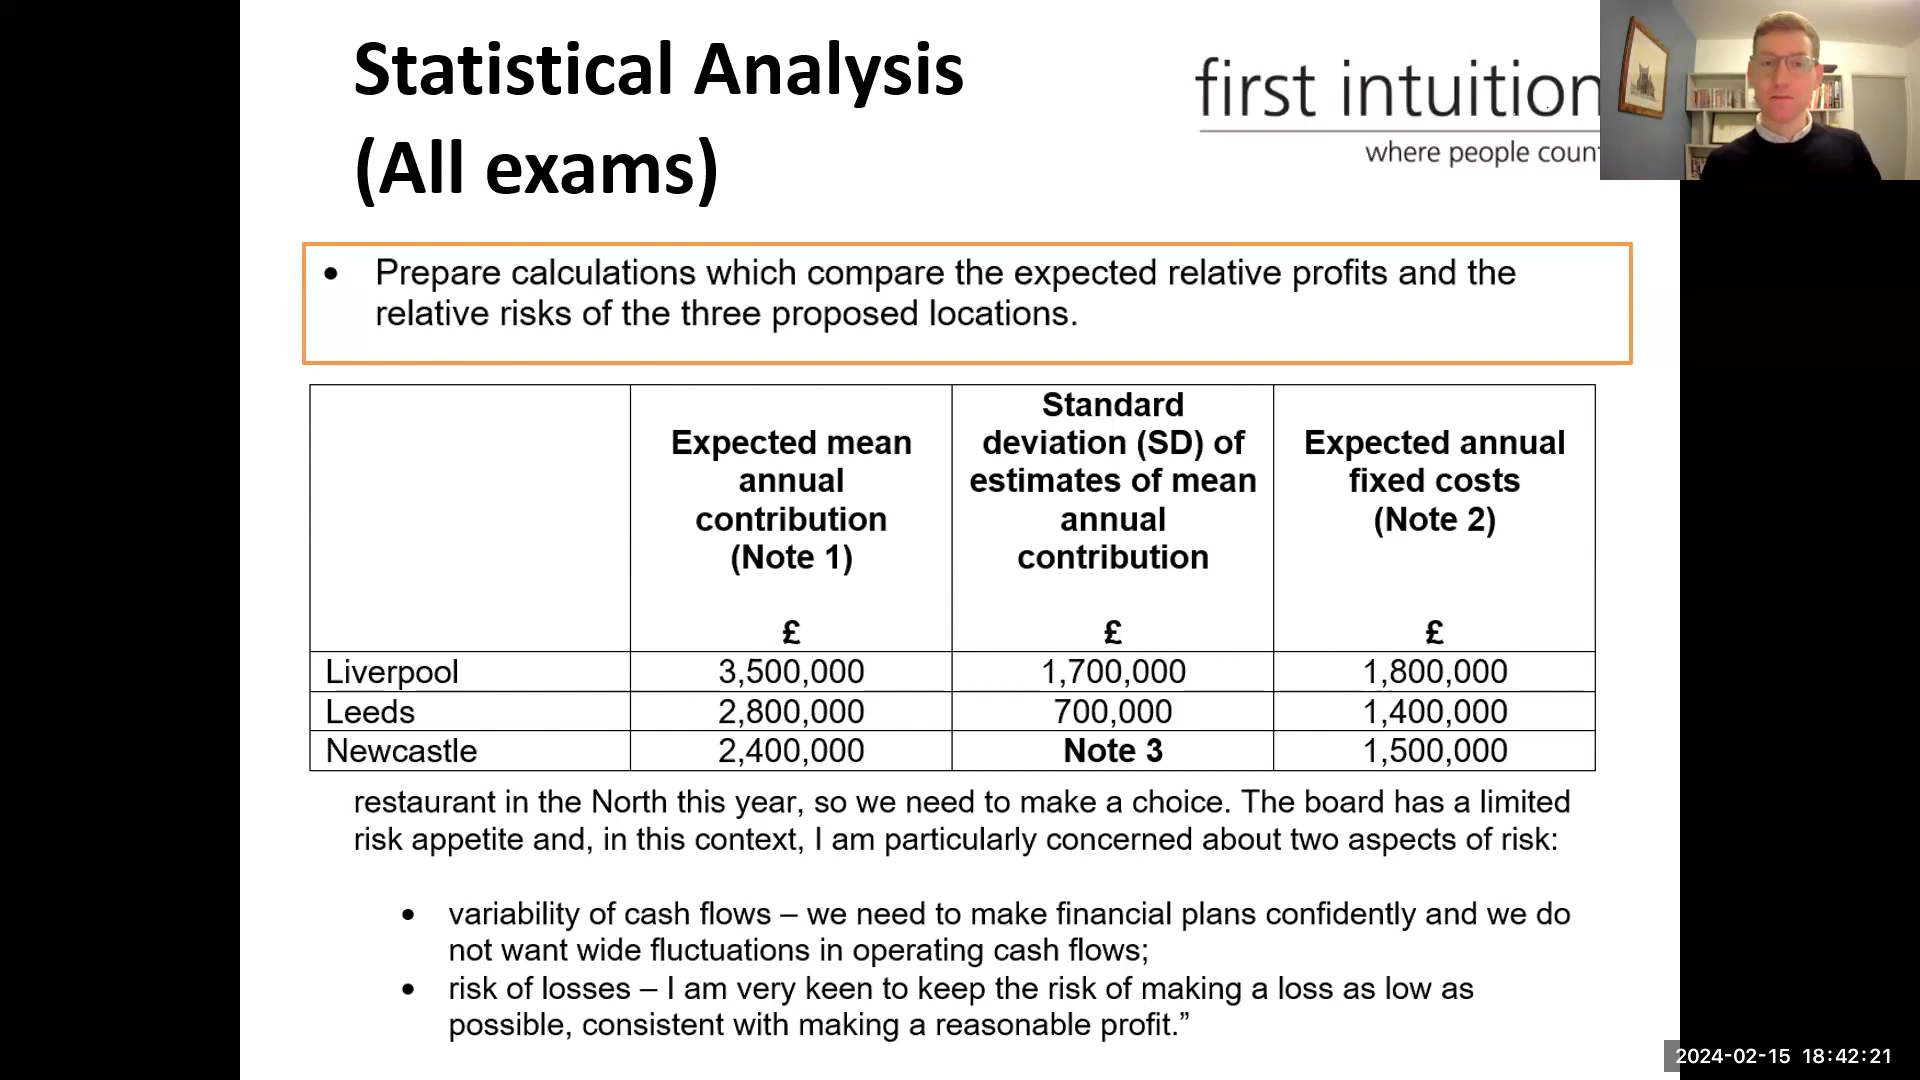 Statistical Analysis
(All exams)
first intuition
where people coun
• Prepare calculations which compare the expected relative profits and the
relative risks of the three proposed locations.
Expected mean
annual
contribution
(Note 1)
£
Standard
deviation (SD) of
estimates of mean
annual
contribution
£
Expected annual
fixed costs
(Note 2)
£
Liverpool 3,500,000 1,700,000 1,800,000
Leeds 2,800,000 700,000 1,400,000
Newcastle 2,400,000 Note 3 1,500,000
restaurant in the North this year, so we need to make a choice. The board has a limited
risk appetite and, in this context, I am particularly concerned about two aspects of risk:
• variability of cash flows – we need to make financial plans confidently and we do
not want wide fluctuations in operating cash flows;
• risk of losses – I am very keen to keep the risk of making a loss as low as
possible, consistent with making a reasonable profit.”
2024-02-15 18:42:21